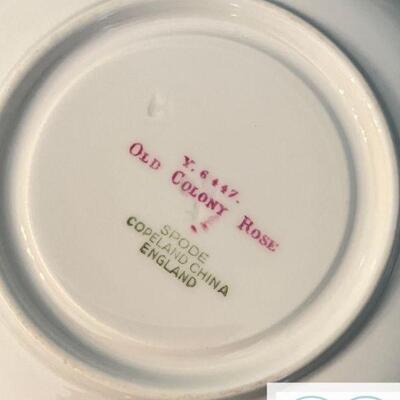 Y. 6447.
OLD COLONY ROSE
SPODE
COPELAND CHINA
ENGLAND